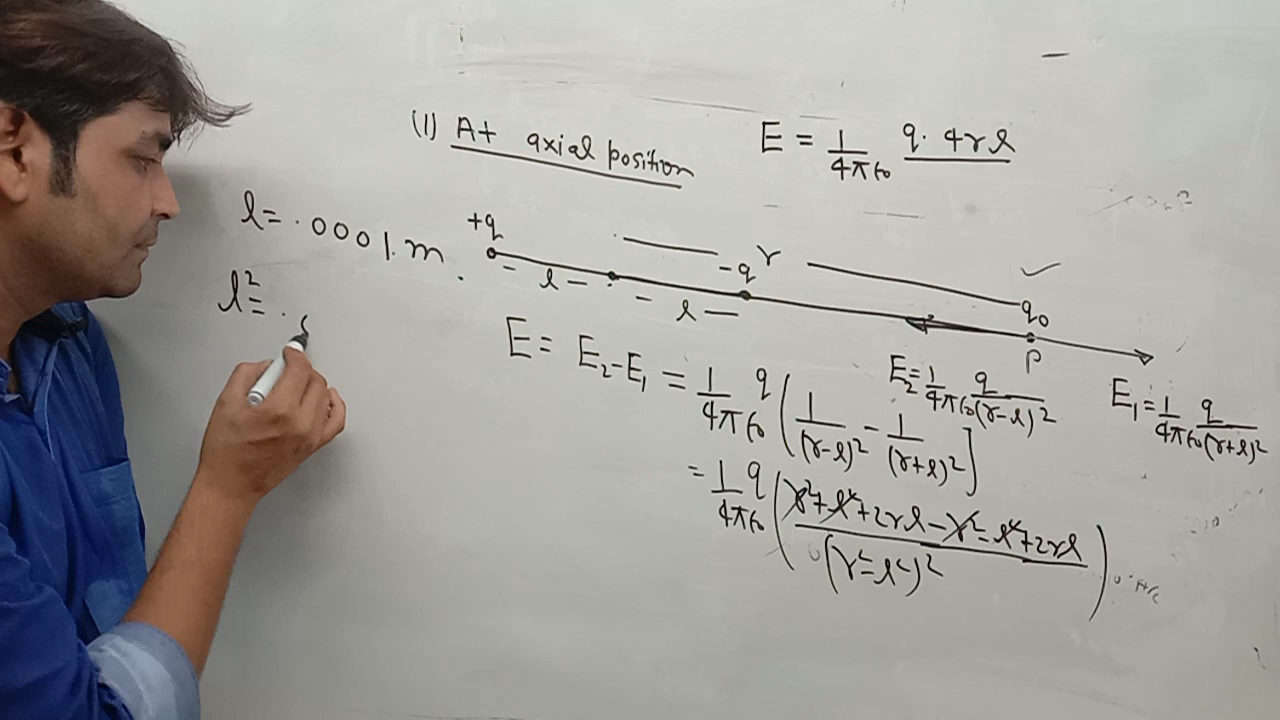 (1) At axial position
E = 1/4πε₀ q. 4rl
l = .0001.m.
+q
- l -
- l —
-q
r
q₀
P
l² = .
E₂ = 1/4πε₀ q/(r-l)²
E₁ = 1/4πε₀ q/(r+l)²
E = E₂ - E₁ = 1/4πε₀ q ( 1/(r-l)² - 1/(r+l)² ]
= 1/4πε₀ q ( r²+l²+2rl-r²-l²+2rl / (r²-l²)² )